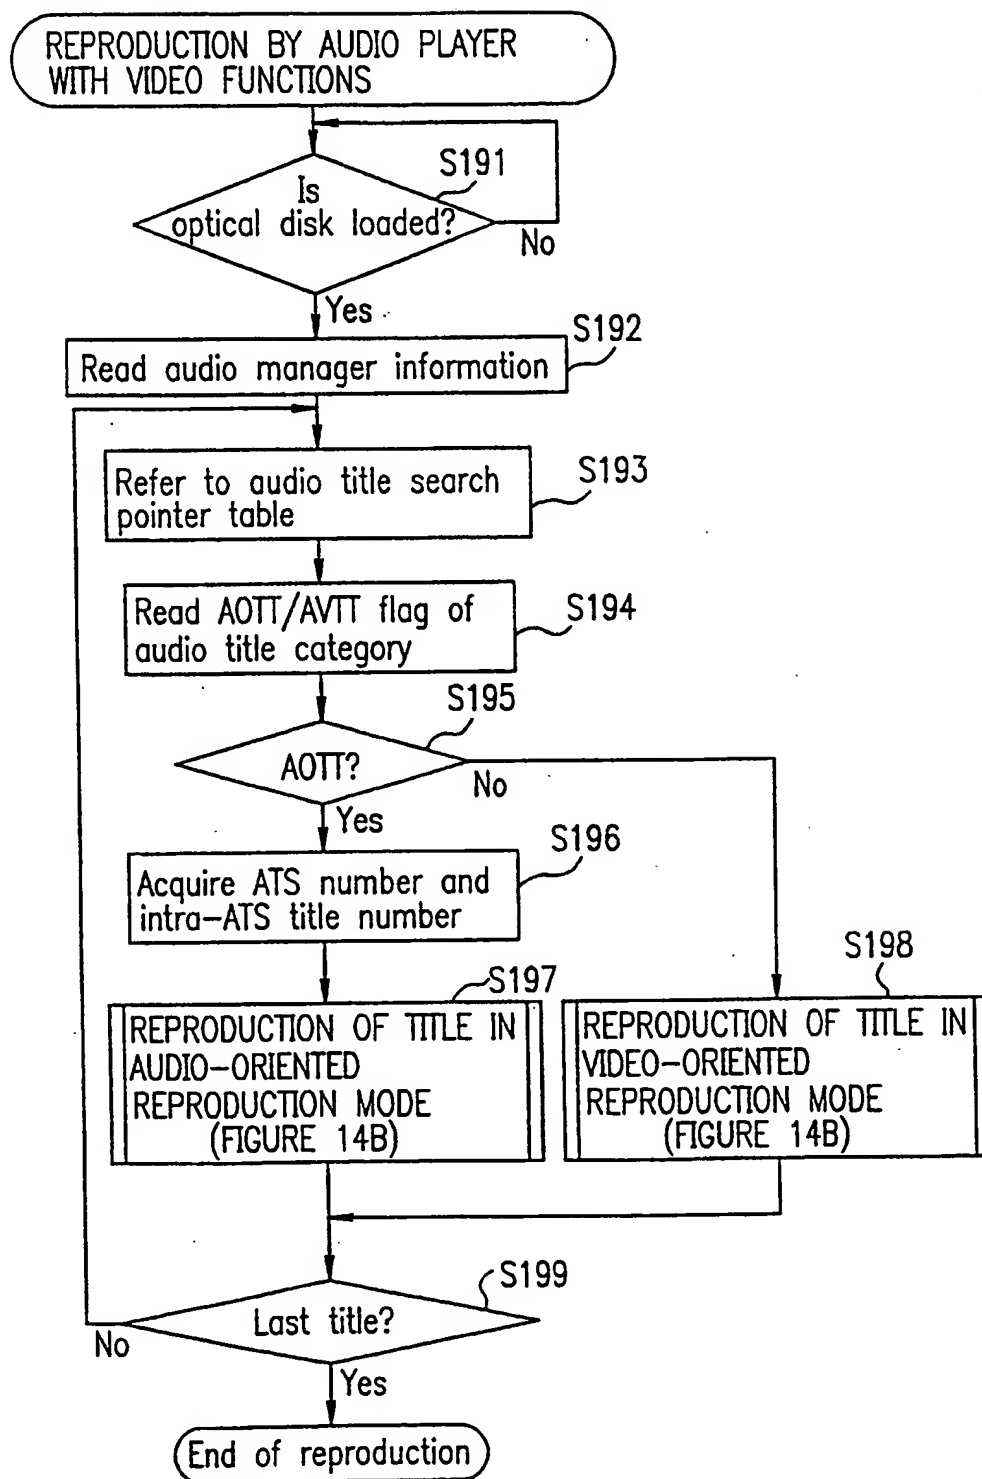 REPRODUCTION BY AUDIO PLAYER
WITH VIDEO FUNCTIONS
S191
Is
optical disk loaded?
No
Yes
S192
Read audio manager information
S193
Refer to audio title search
pointer table
S194
Read AOTT/AVTT flag of
audio title category
S195
AOTT?
No
Yes
S196
Acquire ATS number and
intra-ATS title number
S197
REPRODUCTION OF TITLE IN
AUDIO-ORIENTED
REPRODUCTION MODE
(FIGURE 14B)
S198
REPRODUCTION OF TITLE IN
VIDEO-ORIENTED
REPRODUCTION MODE
(FIGURE 14B)
S199
Last title?
No
Yes
End of reproduction